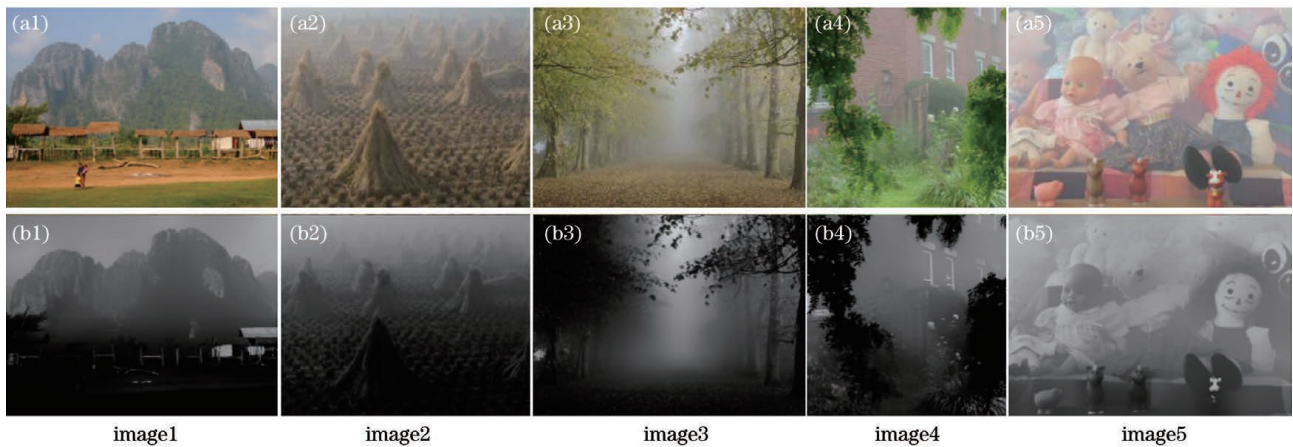 (a1) (a2) (a3) (a4) (a5)
(b1) (b2) (b3) (b4) (b5)
image1 image2 image3 image4 image5